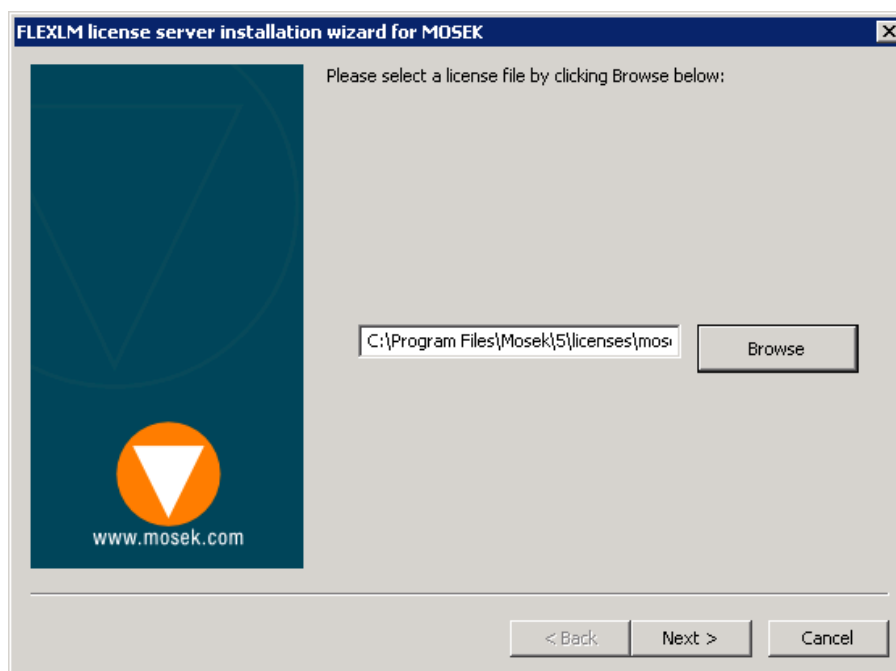 FLEXLM license server installation wizard for MOSEK
Please select a license file by clicking Browse below:
C:\Program Files\Mosek\5\licenses\mos
Browse
www.mosek.com
< Back
Next >
Cancel